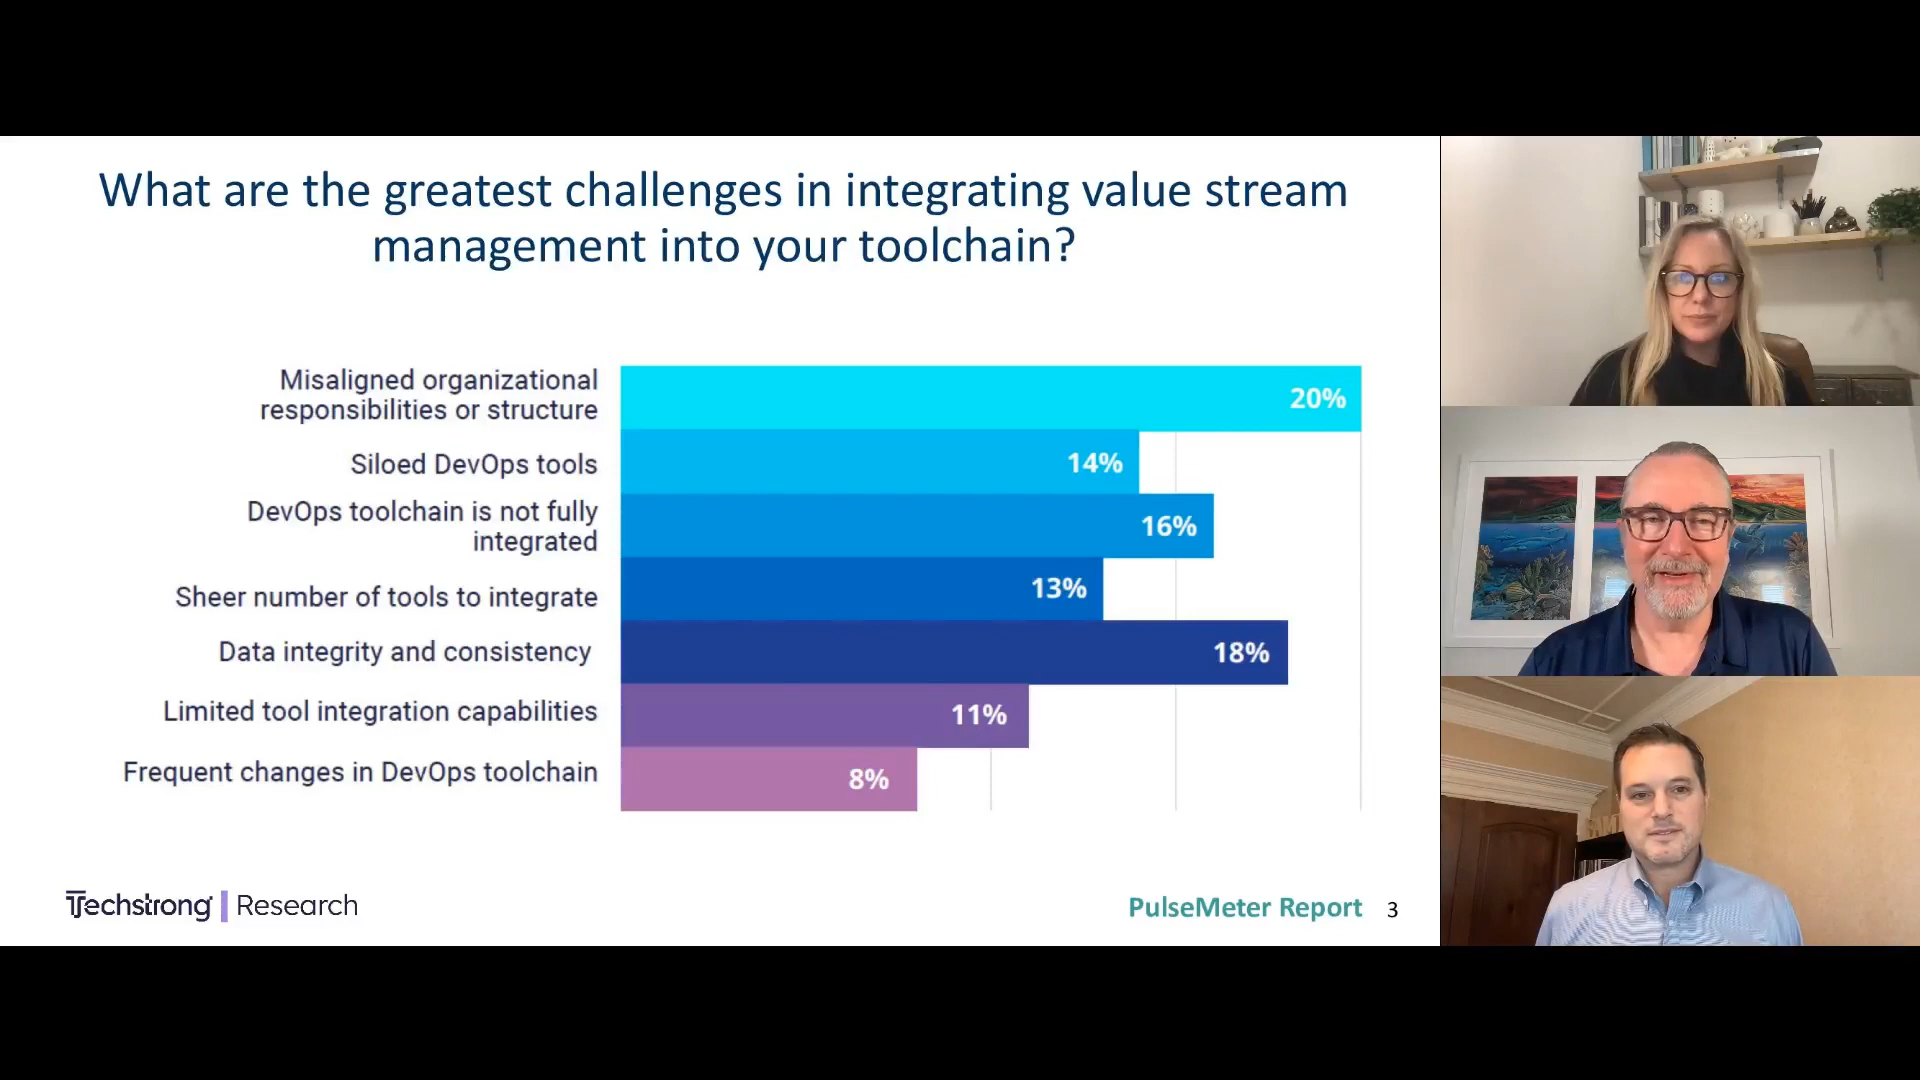 What are the greatest challenges in integrating value stream
management into your toolchain?
Misaligned organizational
responsibilities or structure
20%
Siloed DevOps tools
14%
DevOps toolchain is not fully
integrated
16%
Sheer number of tools to integrate
13%
Data integrity and consistency
18%
Limited tool integration capabilities
11%
Frequent changes in DevOps toolchain
8%
Techstrong | Research
PulseMeter Report 3